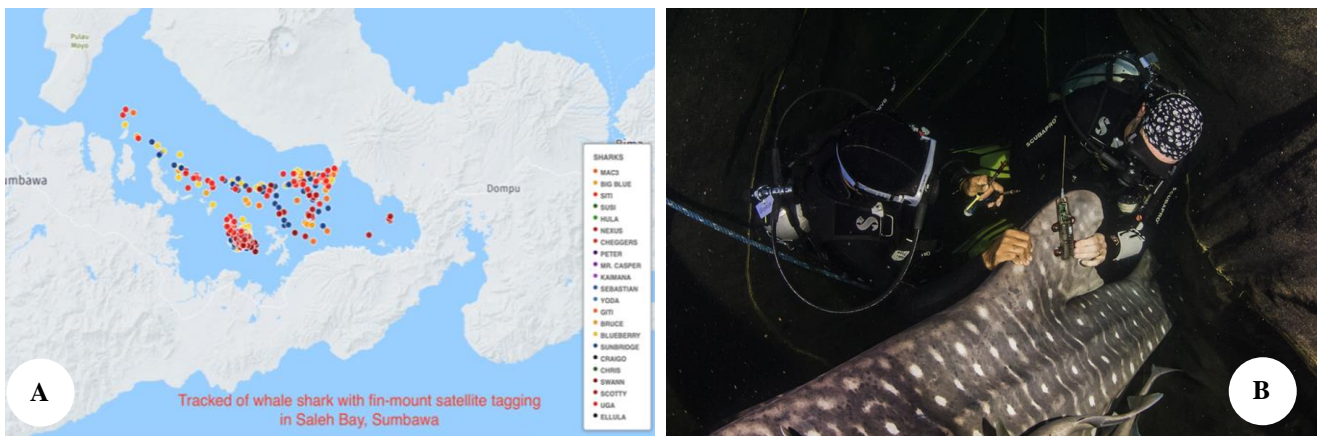 Pulau
Moyo
umbawa
Bima
Dompu
SHARKS
MAC3
BIG BLUE
SITI
SUSI
HULA
NEXUS
CHEGGERS
PETER
MR. CASPER
KAIMANA
SEBASTIAN
YODA
GITI
BRUCE
BLUEBERRY
SUNBRIDGE
CRAIGO
CHRIS
SWANN
SCOTTY
UGA
ELLULA
Tracked of whale shark with fin-mount satellite tagging
in Saleh Bay, Sumbawa
A
SCUBAPRO
S
S
B